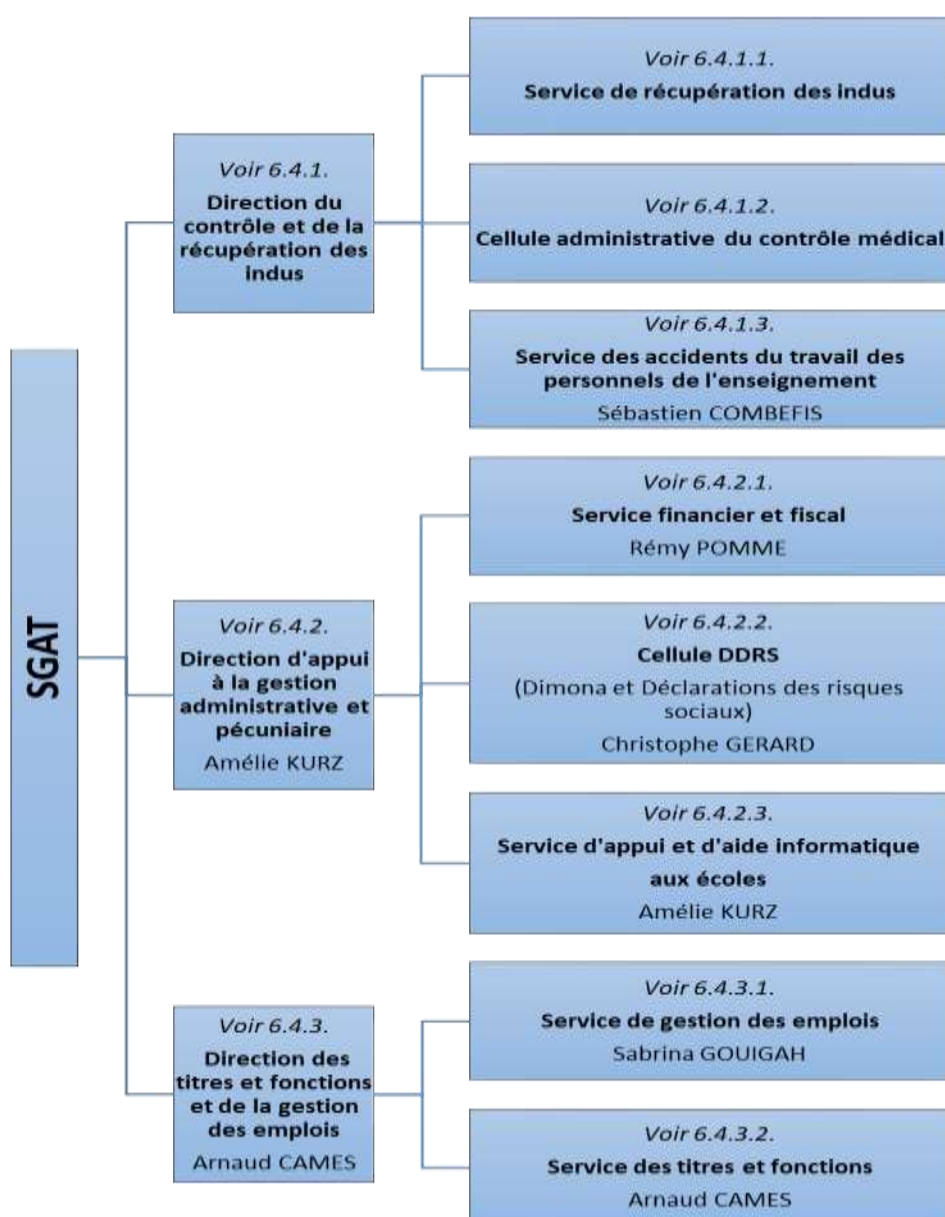 SGAT
Voir 6.4.1.
Direction du
contrôle et de la
récupération des
indus
Voir 6.4.1.1.
Service de récupération des indus
Voir 6.4.1.2.
Cellule administrative du contrôle médical
Voir 6.4.1.3.
Service des accidents du travail des
personnels de l'enseignement
Sébastien COMBEFIS
Voir 6.4.2.
Direction d'appui
à la gestion
administrative et
pécuniaire
Amélie KURZ
Voir 6.4.2.1.
Service financier et fiscal
Rémy POMME
Voir 6.4.2.2.
Cellule DDRS
(Dimona et Déclarations des risques
sociaux)
Christophe GERARD
Voir 6.4.2.3.
Service d'appui et d'aide informatique
aux écoles
Amélie KURZ
Voir 6.4.3.
Direction des
titres et fonctions
et de la gestion
des emplois
Arnaud CAMES
Voir 6.4.3.1.
Service de gestion des emplois
Sabrina GOUIGAH
Voir 6.4.3.2.
Service des titres et fonctions
Arnaud CAMES